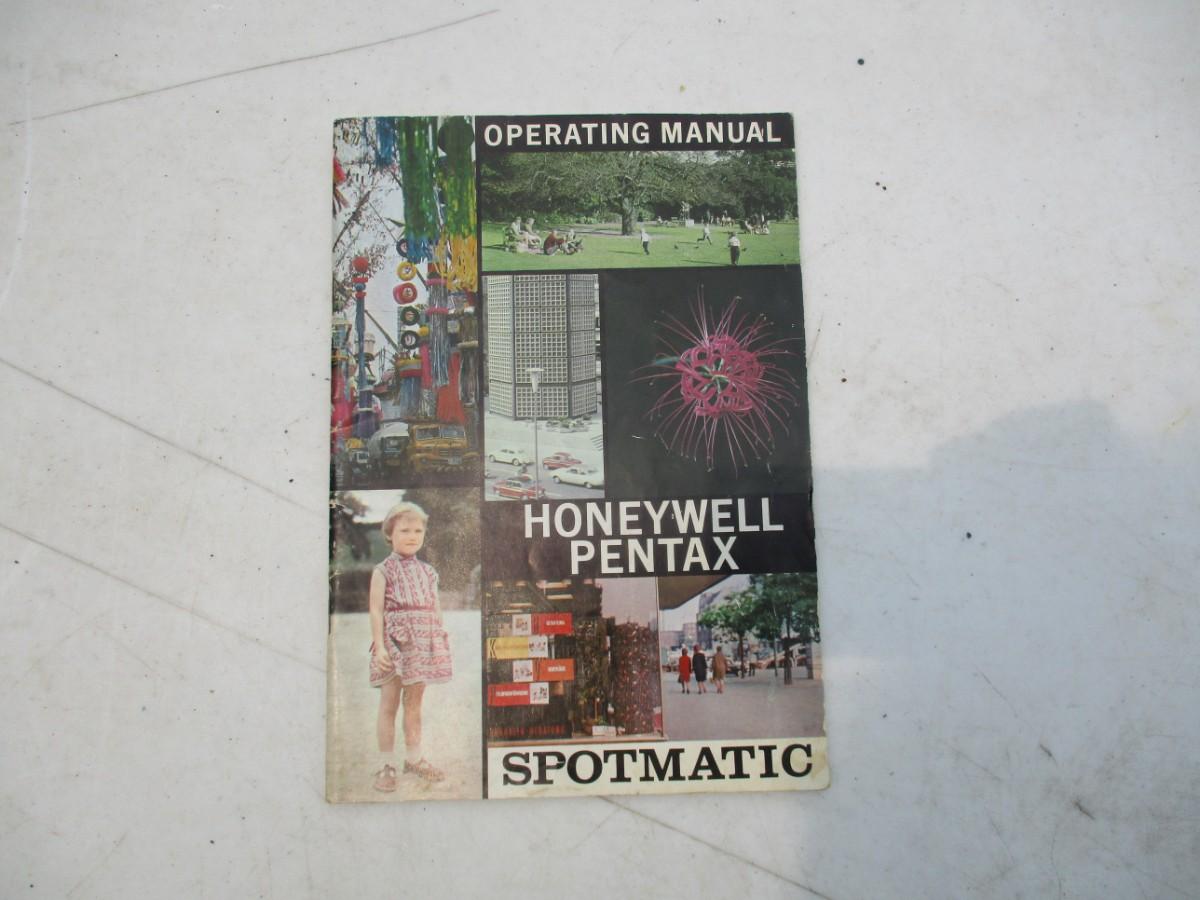 OPERATING MANUAL
HONEYWELL
PENTAX
SPOTMATIC